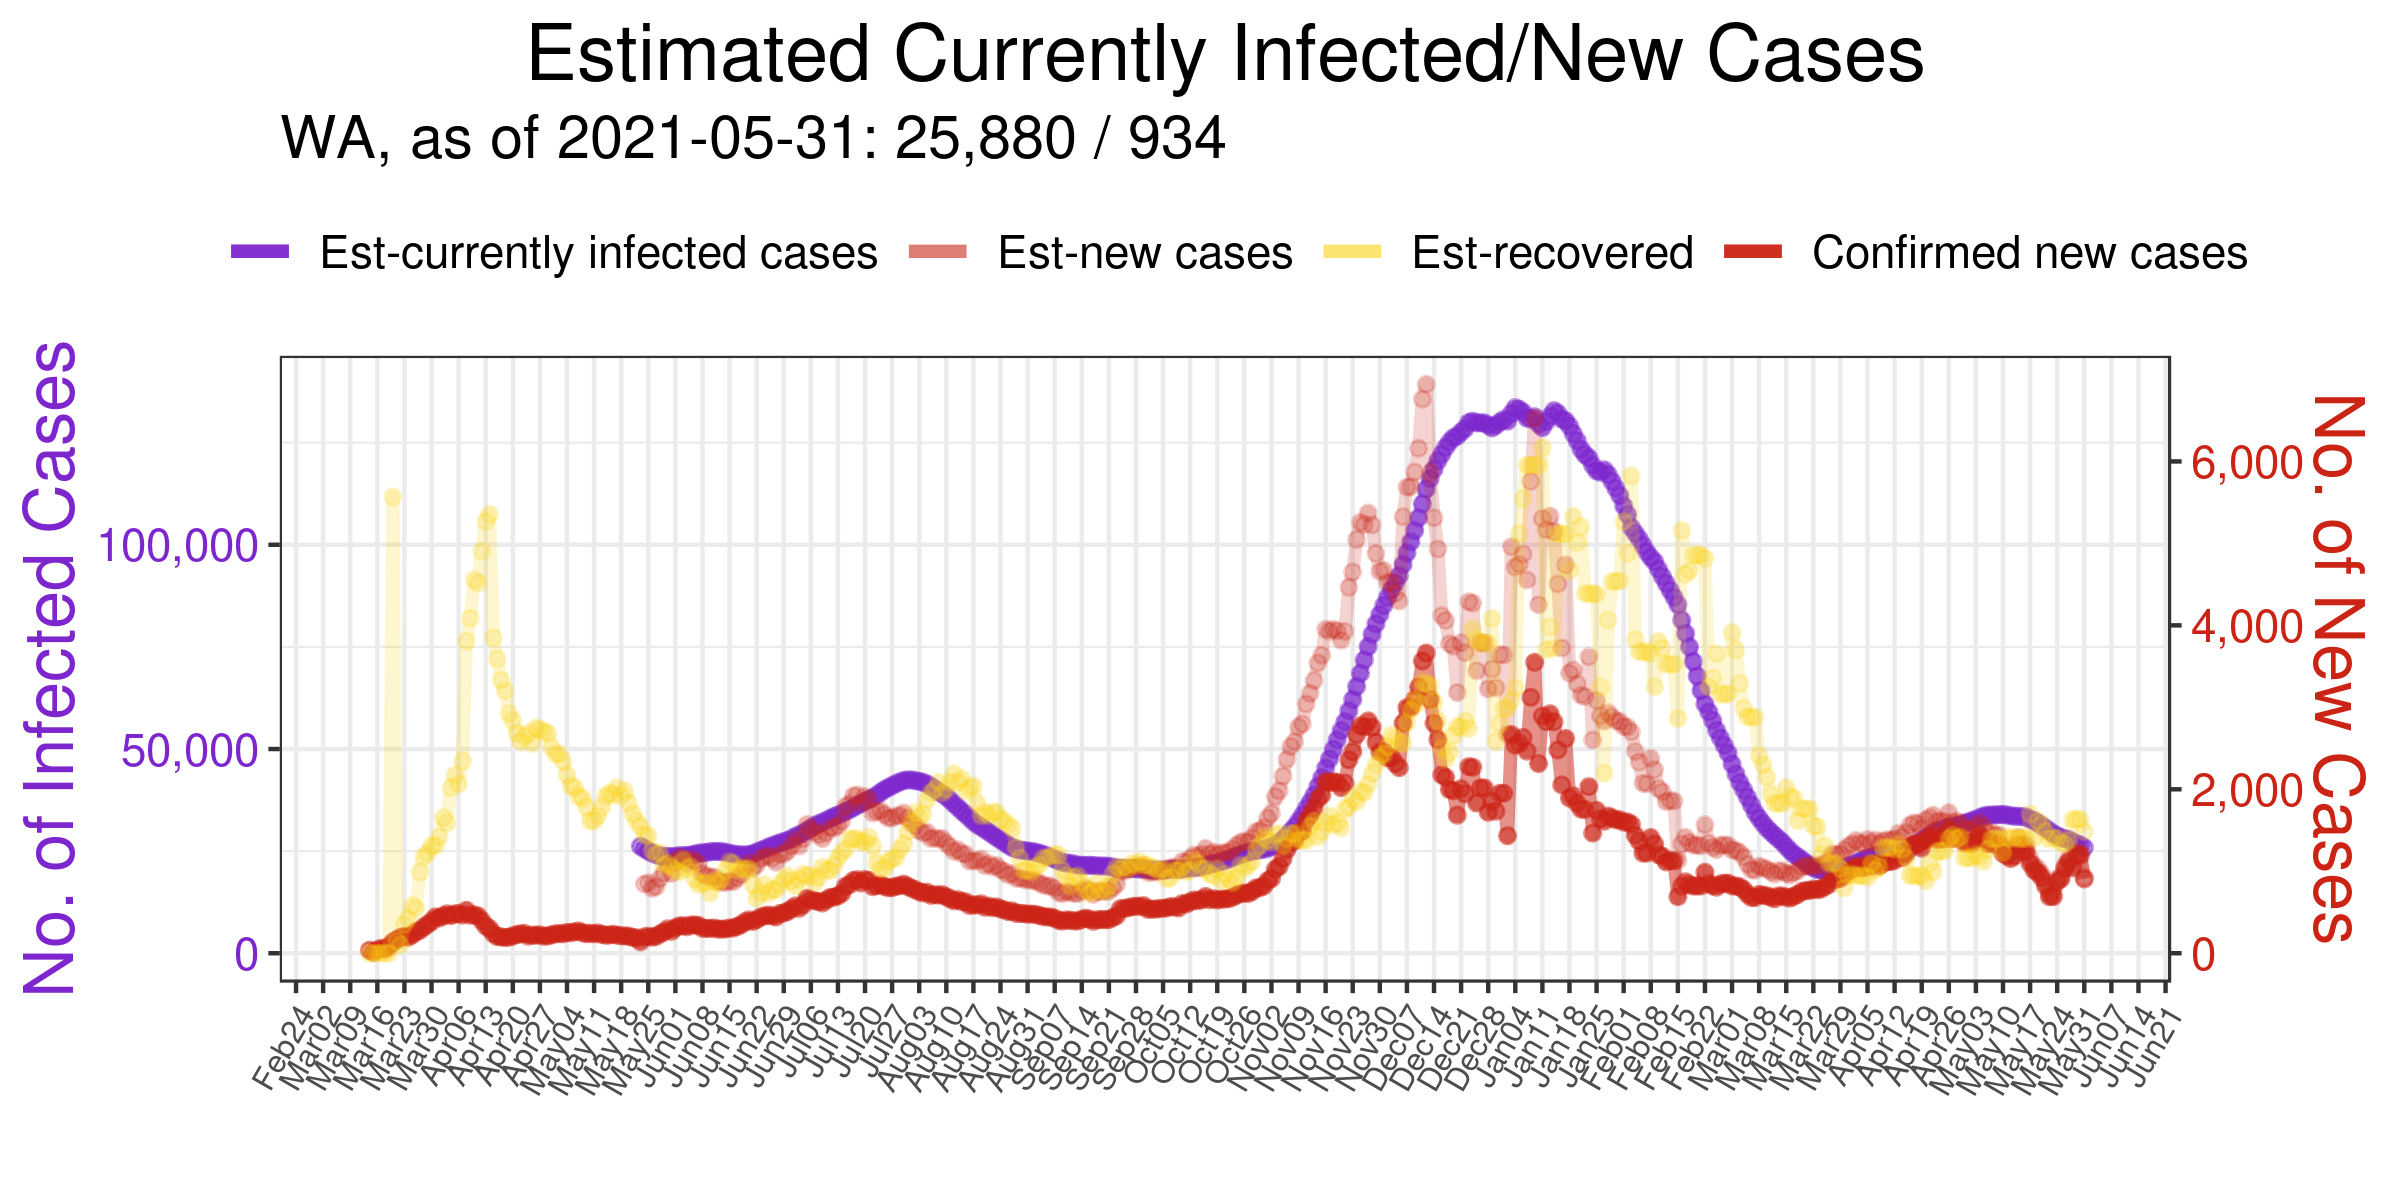 Estimated Currently Infected/New Cases
WA, as of 2021-05-31: 25,880 / 934
Est-currently infected cases
Est-new cases
Est-recovered
Confirmed new cases
No. of Infected Cases
100,000
50,000
0
No. of New Cases
6,000
4,000
2,000
0
Feb24
Mar02
Mar09
Mar16
Mar23
Mar30
Apr06
Apr13
Apr20
Apr27
May04
May11
May18
May25
Jun01
Jun08
Jun15
Jun22
Jun29
Jul06
Jul13
Jul20
Jul27
Aug03
Aug10
Aug17
Aug24
Aug31
Sep07
Sep14
Sep21
Sep28
Oct05
Oct12
Oct19
Oct26
Nov02
Nov09
Nov16
Nov23
Nov30
Dec07
Dec14
Dec21
Dec28
Jan04
Jan11
Jan18
Jan25
Feb01
Feb08
Feb15
Feb22
Mar01
Mar08
Mar15
Mar22
Mar29
Apr05
Apr12
Apr19
Apr26
May03
May10
May17
May24
May31
Jun07
Jun14
Jun21